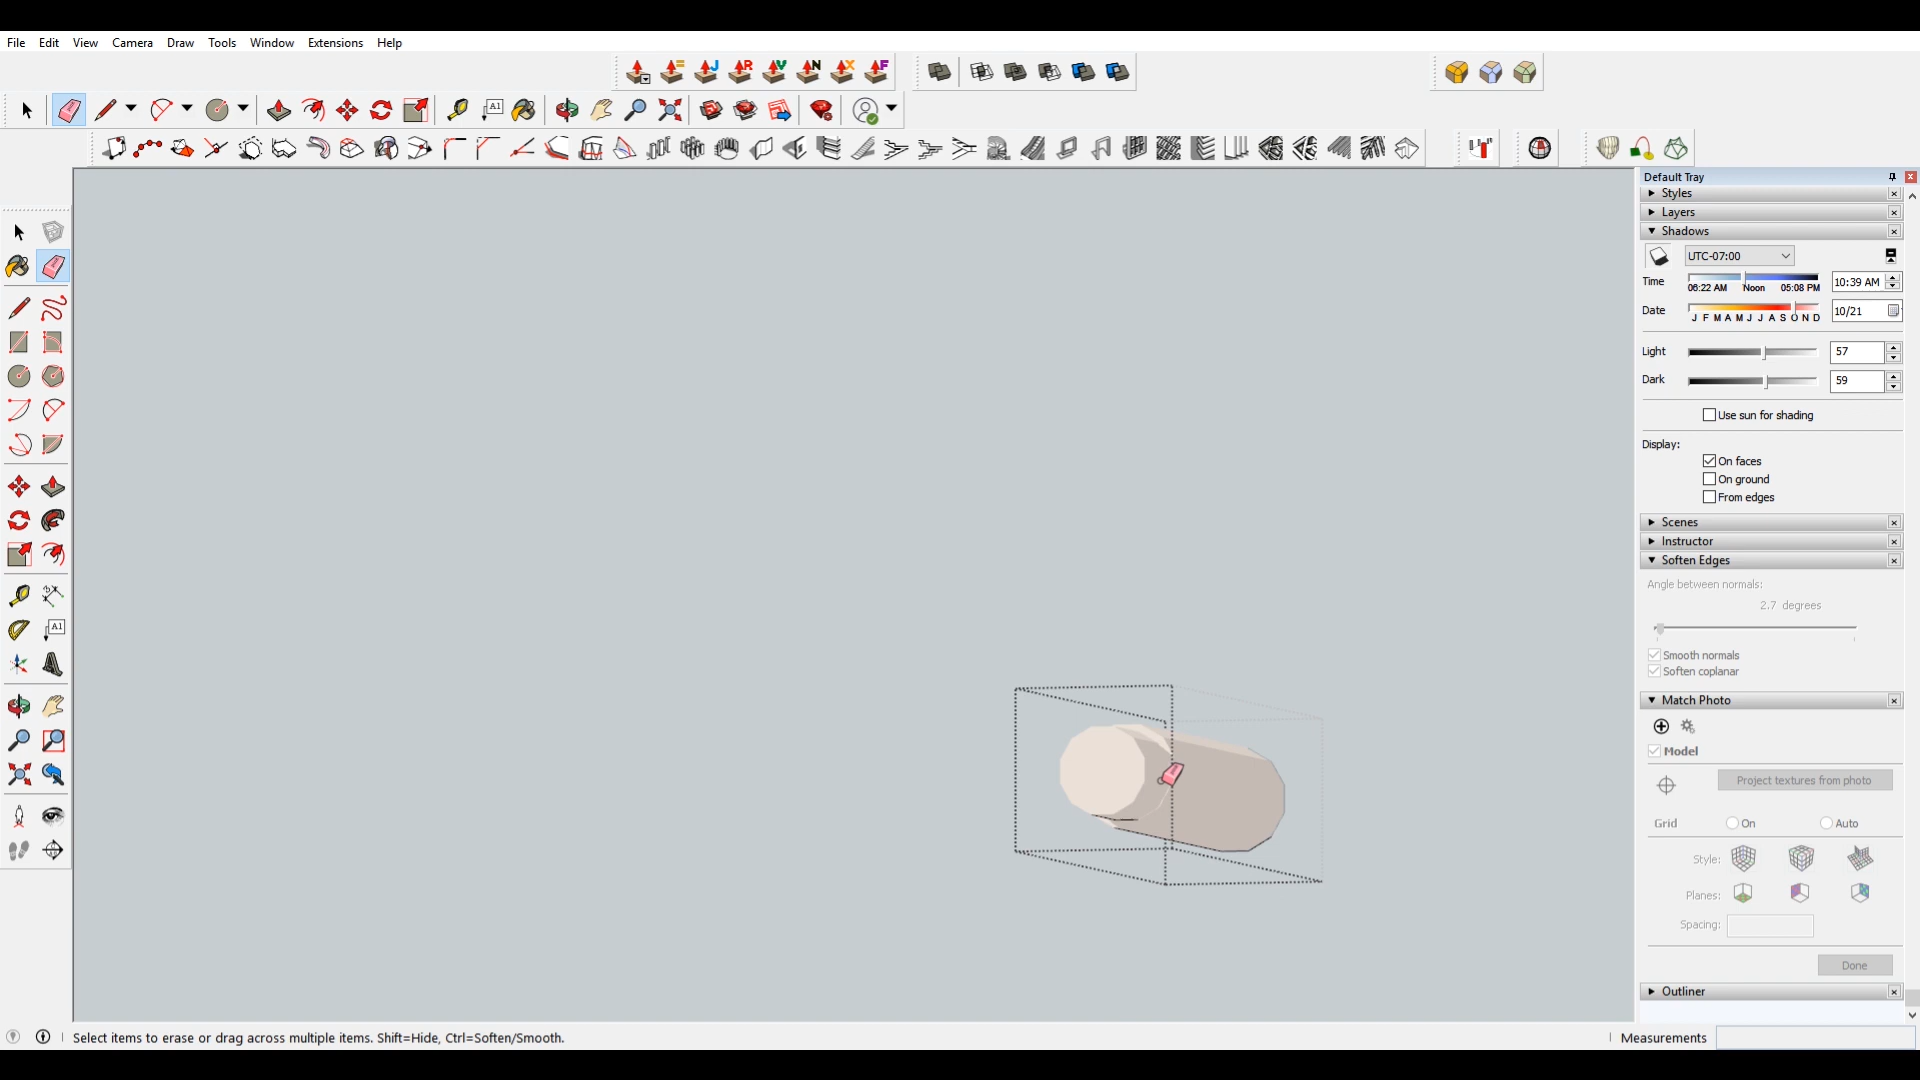 File Edit View Camera Draw Tools Window Extensions Help
= J R V N X F
A1
Default Tray
Styles
Layers
Shadows
UTC-07:00
Time 06:22 AM Noon 05:08 PM 10:39 AM
Date J F M A M J J A S O N D 10/21
Light 57
Dark 59
Use sun for shading
Display:
On faces
On ground
From edges
Scenes
Instructor
Soften Edges
Angle between normals:
2.7 degrees
Smooth normals
Soften coplanar
A1
Match Photo
Model
Project textures from photo
Grid On Auto
Style:
Planes:
Spacing:
Done
Outliner
Select items to erase or drag across multiple items. Shift=Hide, Ctrl=Soften/Smooth.
Measurements